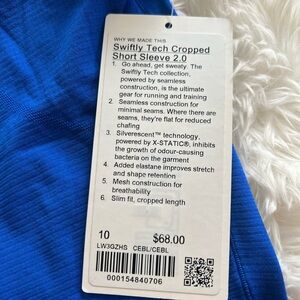 WHY WE MADE THIS
Swiftly Tech Cropped
Short Sleeve 2.0
1. Go ahead, get sweaty. The
Swiftly Tech collection,
powered by seamless
construction, is the ultimate
gear for running and training
2. Seamless construction for
minimal seams. Where there are
seams, they're flat for reduced
chafing
3. Silverescent™ technology,
powered by X-STATIC®, inhibits
the growth of odour-causing
bacteria on the garment
4. Added elastane improves stretch
and shape retention
5. Mesh construction for
breathability
6. Slim fit, cropped length
10 $68.00
LW3GZHS CEBL/CEBL
000154840706